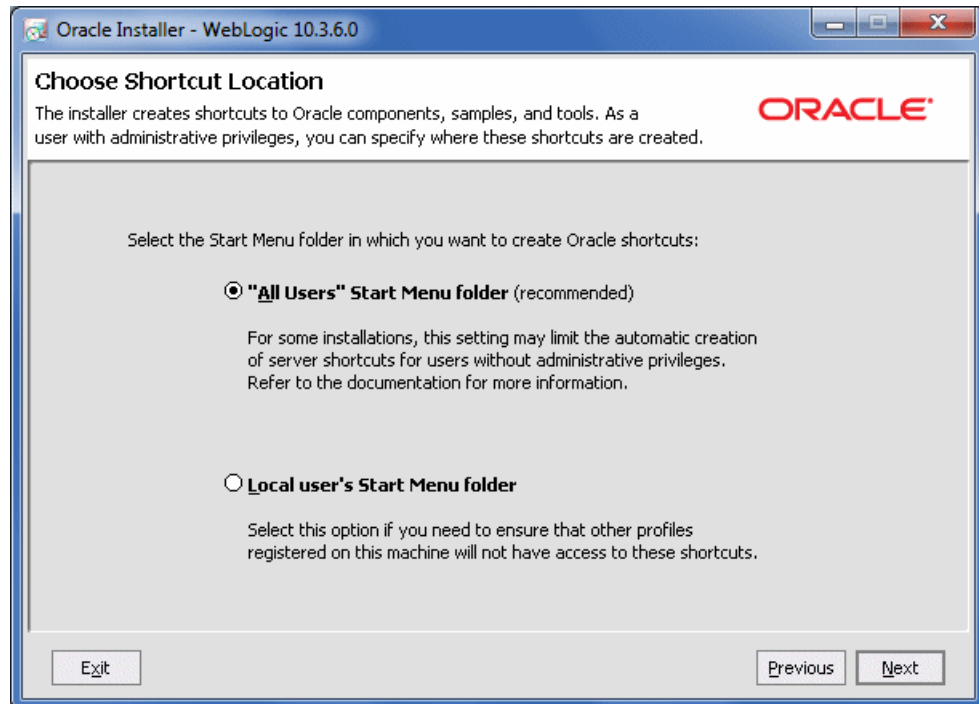 Oracle Installer - WebLogic 10.3.6.0
Choose Shortcut Location
The installer creates shortcuts to Oracle components, samples, and tools. As a
user with administrative privileges, you can specify where these shortcuts are created.
ORACLE
Select the Start Menu folder in which you want to create Oracle shortcuts:
"All Users" Start Menu folder (recommended)
For some installations, this setting may limit the automatic creation
of server shortcuts for users without administrative privileges.
Refer to the documentation for more information.
Local user's Start Menu folder
Select this option if you need to ensure that other profiles
registered on this machine will not have access to these shortcuts.
Exit
Previous
Next